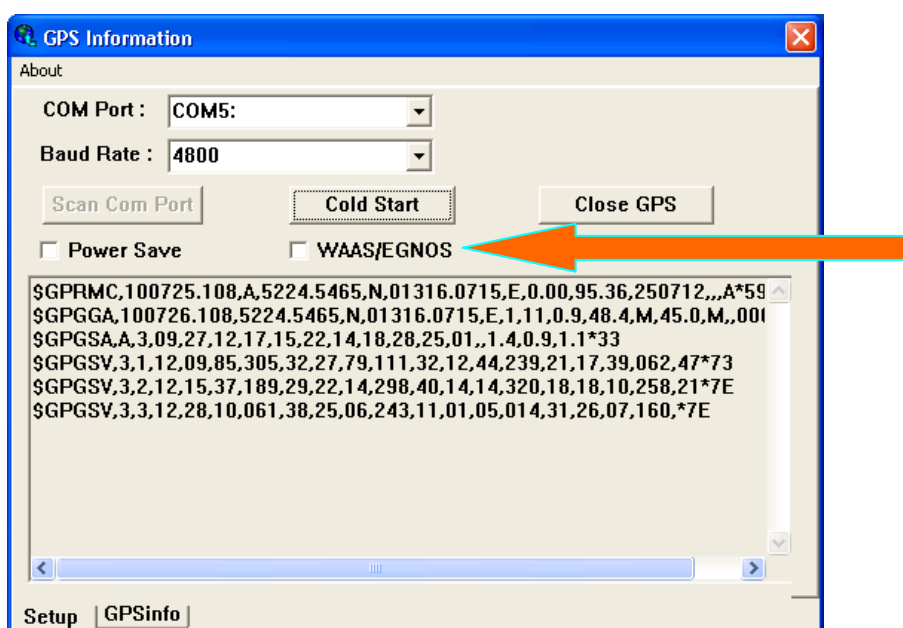 GPS Information
About
COM Port : COM5:
Baud Rate : 4800
Scan Com Port Cold Start Close GPS
Power Save WAAS/EGNOS
$GPRMC,100725.108,A,5224.5465,N,01316.0715,E,0.00,95.36,250712,,,A*59
$GPGGA,100726.108,5224.5465,N,01316.0715,E,1,11,0.9,48.4,M,45.0,M,,000
$GPGSA,A,3,09,27,12,17,15,22,14,18,28,25,01,,1.4,0.9,1.1*33
$GPGSV,3,1,12,09,85,305,32,27,79,111,32,12,44,239,21,17,39,062,47*73
$GPGSV,3,2,12,15,37,189,29,22,14,298,40,14,14,320,18,18,10,258,21*7E
$GPGSV,3,3,12,28,10,061,38,25,06,243,11,01,05,014,31,26,07,160,*7E
Setup GPSinfo